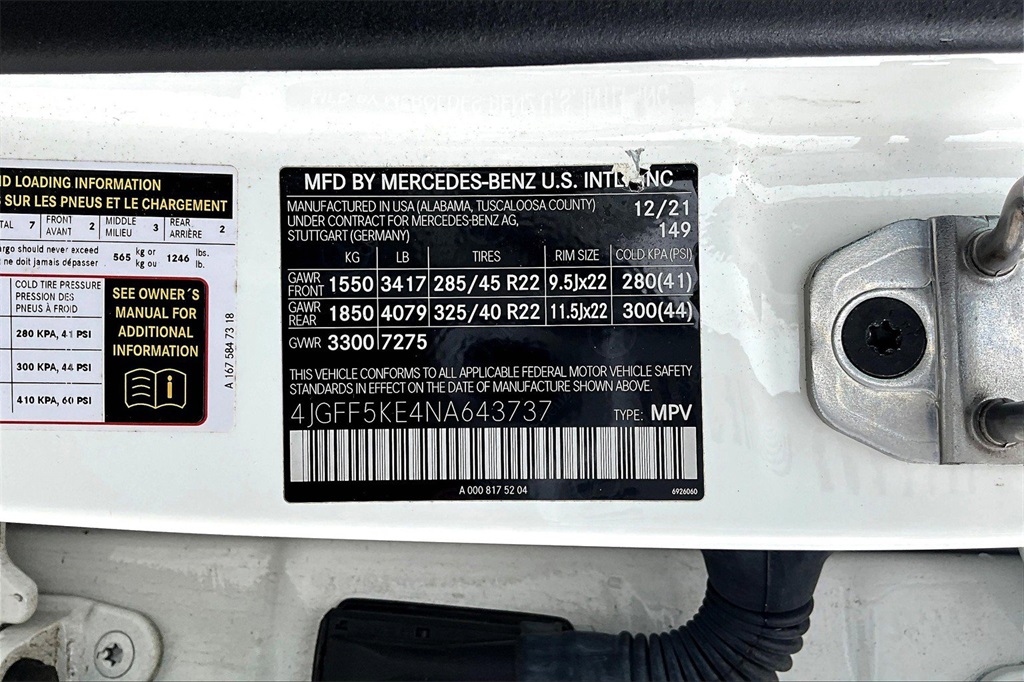 ND LOADING INFORMATION
SUR LES PNEUS ET LE CHARGEMENT
TAL 7 FRONT AVANT 2 MIDDLE MILIEU 3 REAR ARRIÈRE 2
argo should never exceed 565 kg or 1246 lbs.
ne doit jamais dépasser kg ou lb.
COLD TIRE PRESSURE
PRESSION DES
PNEUS À FROID
280 KPA, 41 PSI
300 KPA, 44 PSI
410 KPA, 60 PSI
SEE OWNER´S
MANUAL FOR
ADDITIONAL
INFORMATION
A 167 584 73 18
MFD BY MERCEDES-BENZ U.S. INTL. INC
MANUFACTURED IN USA (ALABAMA, TUSCALOOSA COUNTY) 12/21
UNDER CONTRACT FOR MERCEDES-BENZ AG, 149
STUTTGART (GERMANY)
KG LB TIRES RIM SIZE COLD KPA (PSI)
GAWR FRONT 1550 3417 285/45 R22 9.5Jx22 280(41)
GAWR REAR 1850 4079 325/40 R22 11.5Jx22 300(44)
GVWR 3300 7275
THIS VEHICLE CONFORMS TO ALL APPLICABLE FEDERAL MOTOR VEHICLE SAFETY
STANDARDS IN EFFECT ON THE DATE OF MANUFACTURE SHOWN ABOVE.
4JGFF5KE4NA643737 TYPE: MPV
A 000 817 52 04 6926060